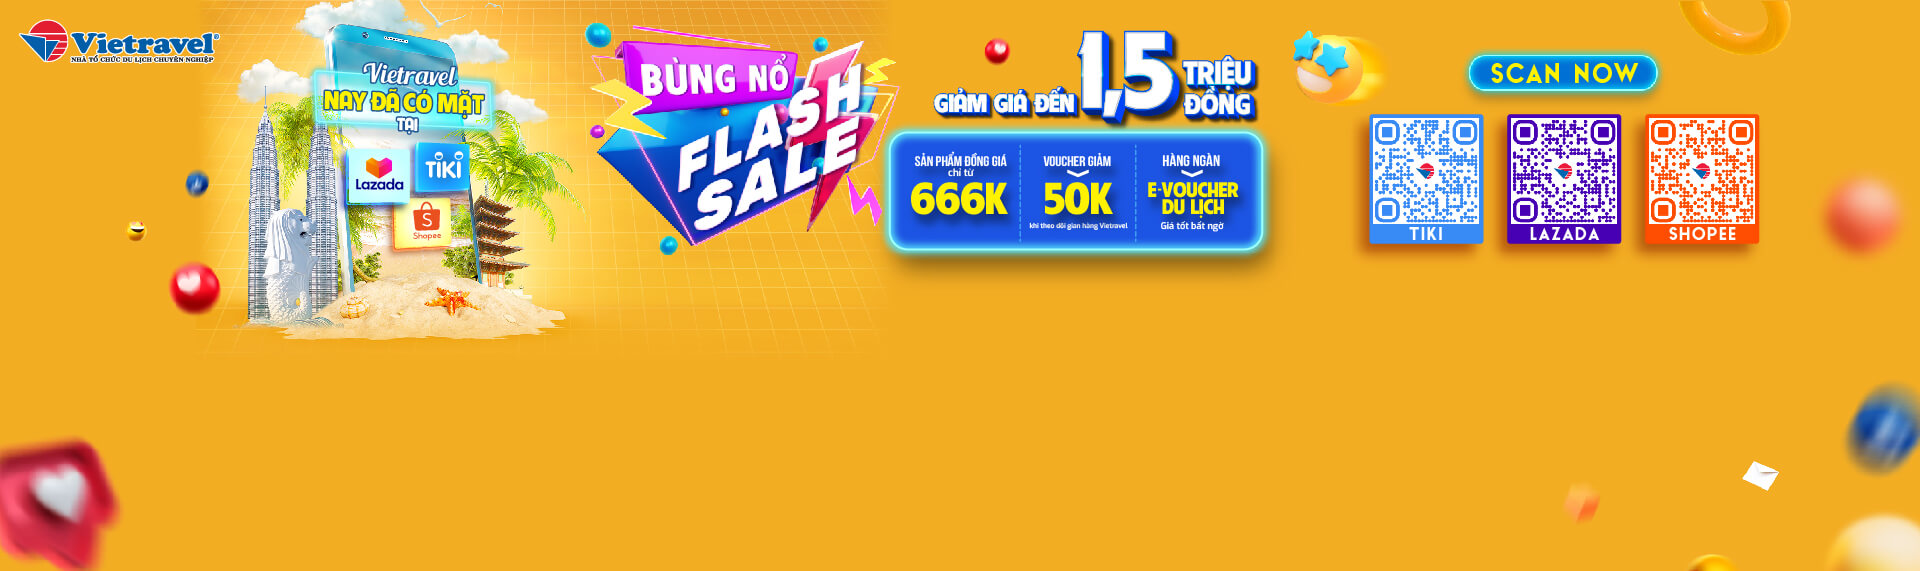 Vietravel®
NHÀ TỔ CHỨC DU LỊCH CHUYÊN NGHIỆP
Vietravel
NAY ĐÃ CÓ MẶT
TẠI
Lazada
TIKI
S
Shopee
BÙNG NỔ
FLASH
SALE
GIẢM GIÁ ĐẾN 1,5 TRIỆU ĐỒNG
SẢN PHẨM ĐỒNG GIÁ
chỉ từ
666K
VOUCHER GIẢM
50K
khi theo dõi gian hàng Vietravel
HÀNG NGÀN
E-VOUCHER
DU LỊCH
Giá tốt bất ngờ
SCAN NOW
TIKI
LAZADA
SHOPEE